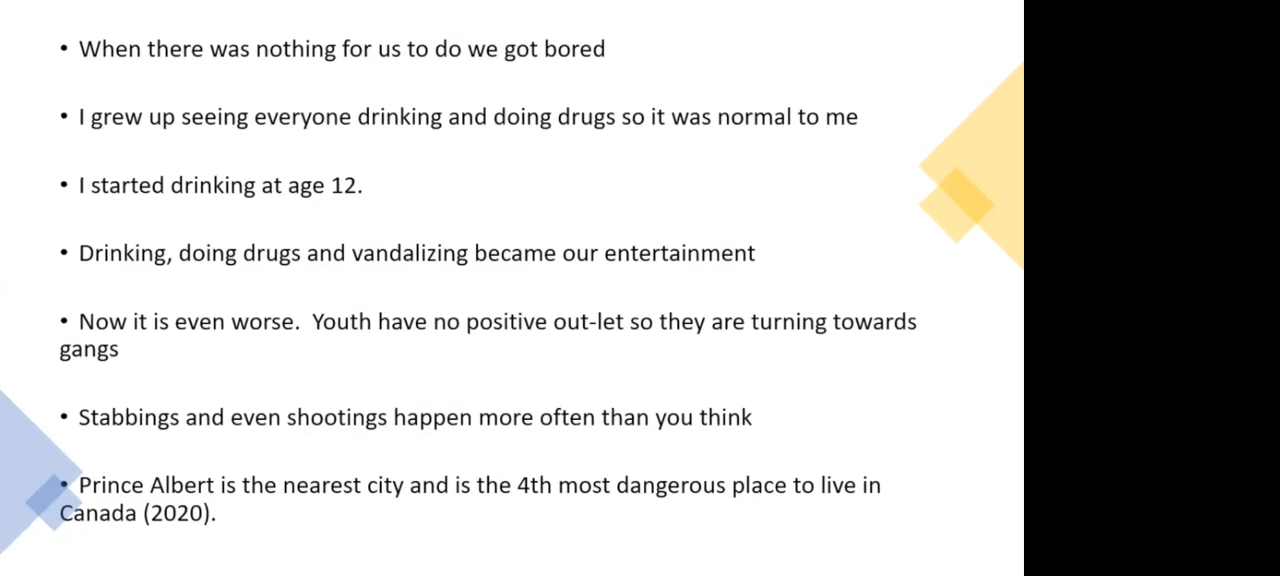 • When there was nothing for us to do we got bored
• I grew up seeing everyone drinking and doing drugs so it was normal to me
• I started drinking at age 12.
• Drinking, doing drugs and vandalizing became our entertainment
• Now it is even worse.  Youth have no positive out-let so they are turning towards
gangs
• Stabbings and even shootings happen more often than you think
• Prince Albert is the nearest city and is the 4th most dangerous place to live in
Canada (2020).